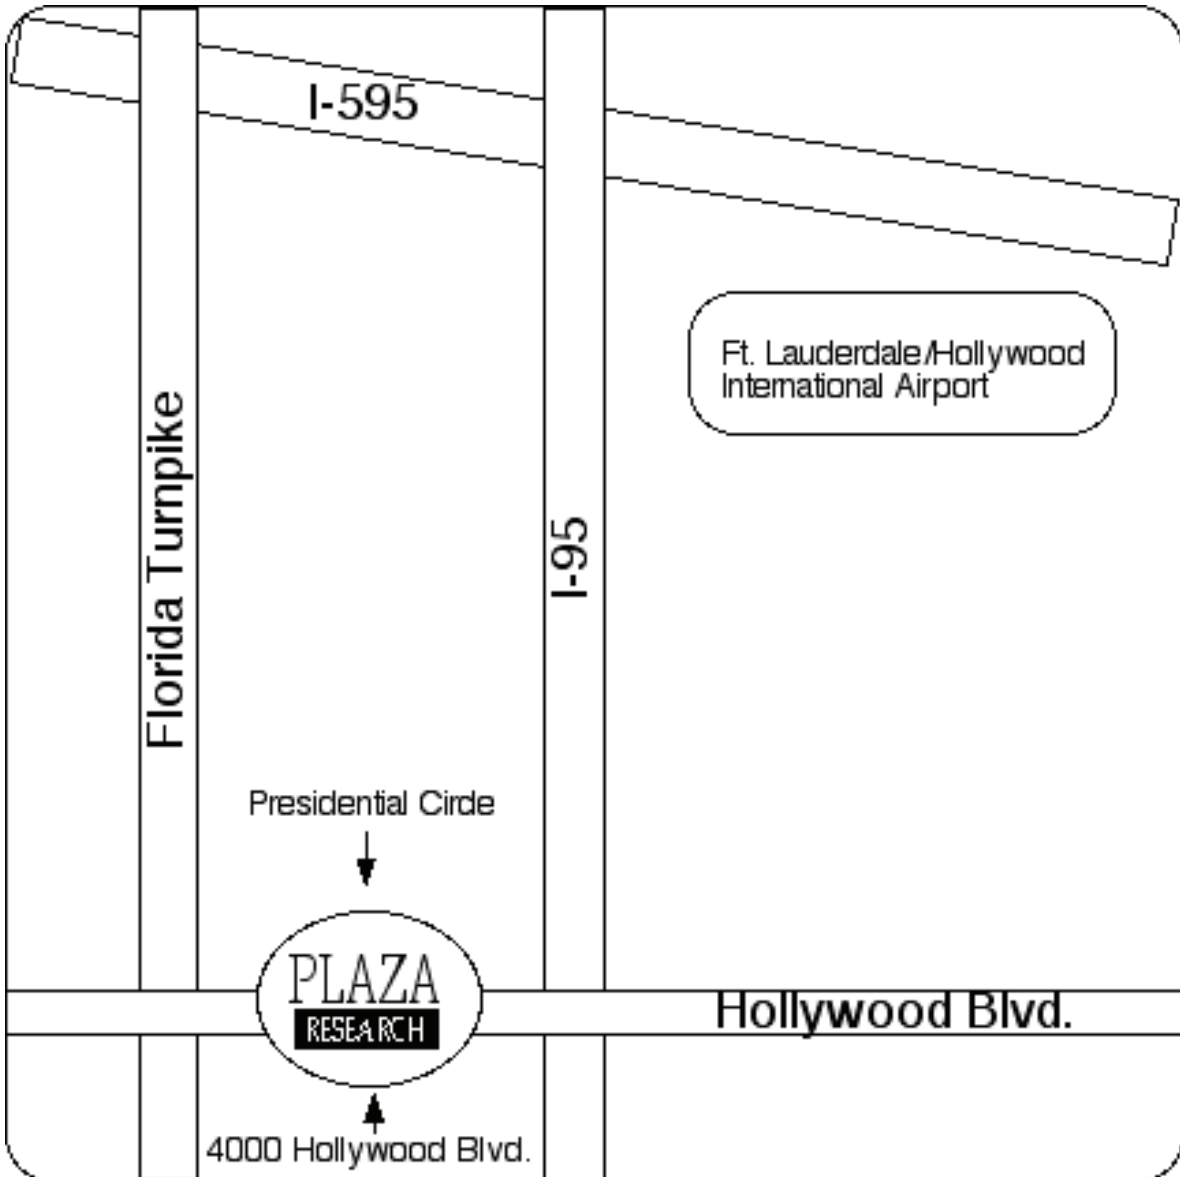 I-595
Ft. Lauderdale/Hollywood
International Airport
Florida Turnpike
I-95
Presidential Circle
PLAZA
RESEARCH
Hollywood Blvd.
4000 Hollywood Blvd.